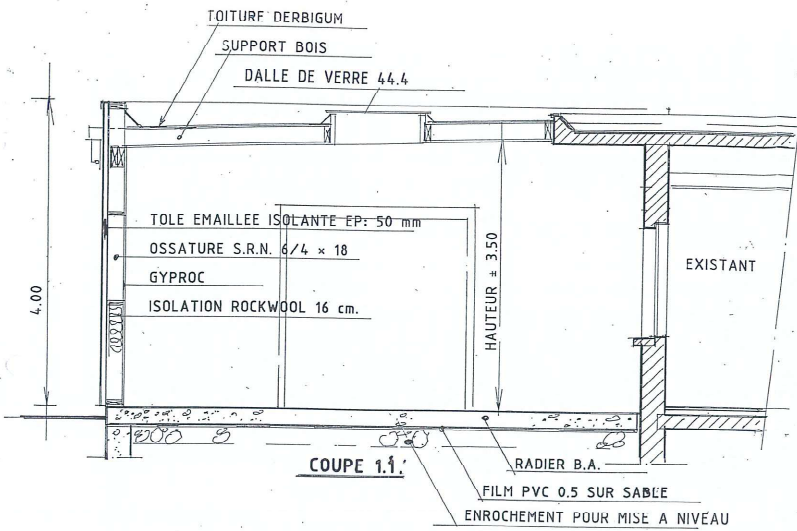 TOITURE DERBIGUM
SUPPORT BOIS
DALLE DE VERRE 44.4
TOLE EMAILLEE ISOLANTE EP: 50 mm
OSSATURE S.R.N. 6/4 × 18
GYPROC
ISOLATION ROCKWOOL 16 cm.
4.00
HAUTEUR ± 3.50
EXISTANT
COUPE 1.1.'
RADIER B.A.
FILM PVC 0.5 SUR SABLE
ENROCHEMENT POUR MISE A NIVEAU